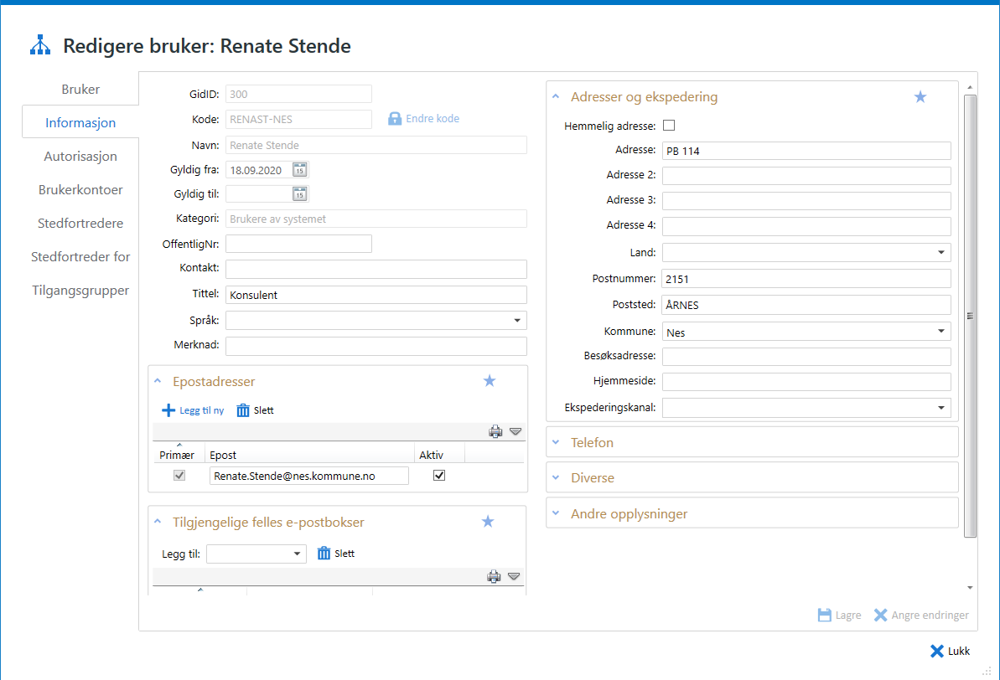 Redigere bruker: Renate Stende
Bruker
Informasjon
Autorisasjon
Brukerkontoer
Stedfortredere
Stedfortreder for
Tilgangsgrupper
GidID: 300
Kode: RENAST-NES Endre kode
Navn: Renate Stende
Gyldig fra: 18.09.2020 15
Gyldig til: 15
Kategori: Brukere av systemet
OffentligNr:
Kontakt:
Tittel: Konsulent
Språk:
Merknad:
Epostadresser
Legg til ny Slett
Primær Epost Aktiv
Renate.Stende@nes.kommune.no
Tilgjengelige felles e-postbokser
Legg til: Slett
Adresser og ekspedering
Hemmelig adresse:
Adresse: PB 114
Adresse 2:
Adresse 3:
Adresse 4:
Land:
Postnummer: 2151
Poststed: ÅRNES
Kommune: Nes
Besøksadresse:
Hjemmeside:
Ekspederingskanal:
Telefon
Diverse
Andre opplysninger
Lagre Angre endringer
Lukk